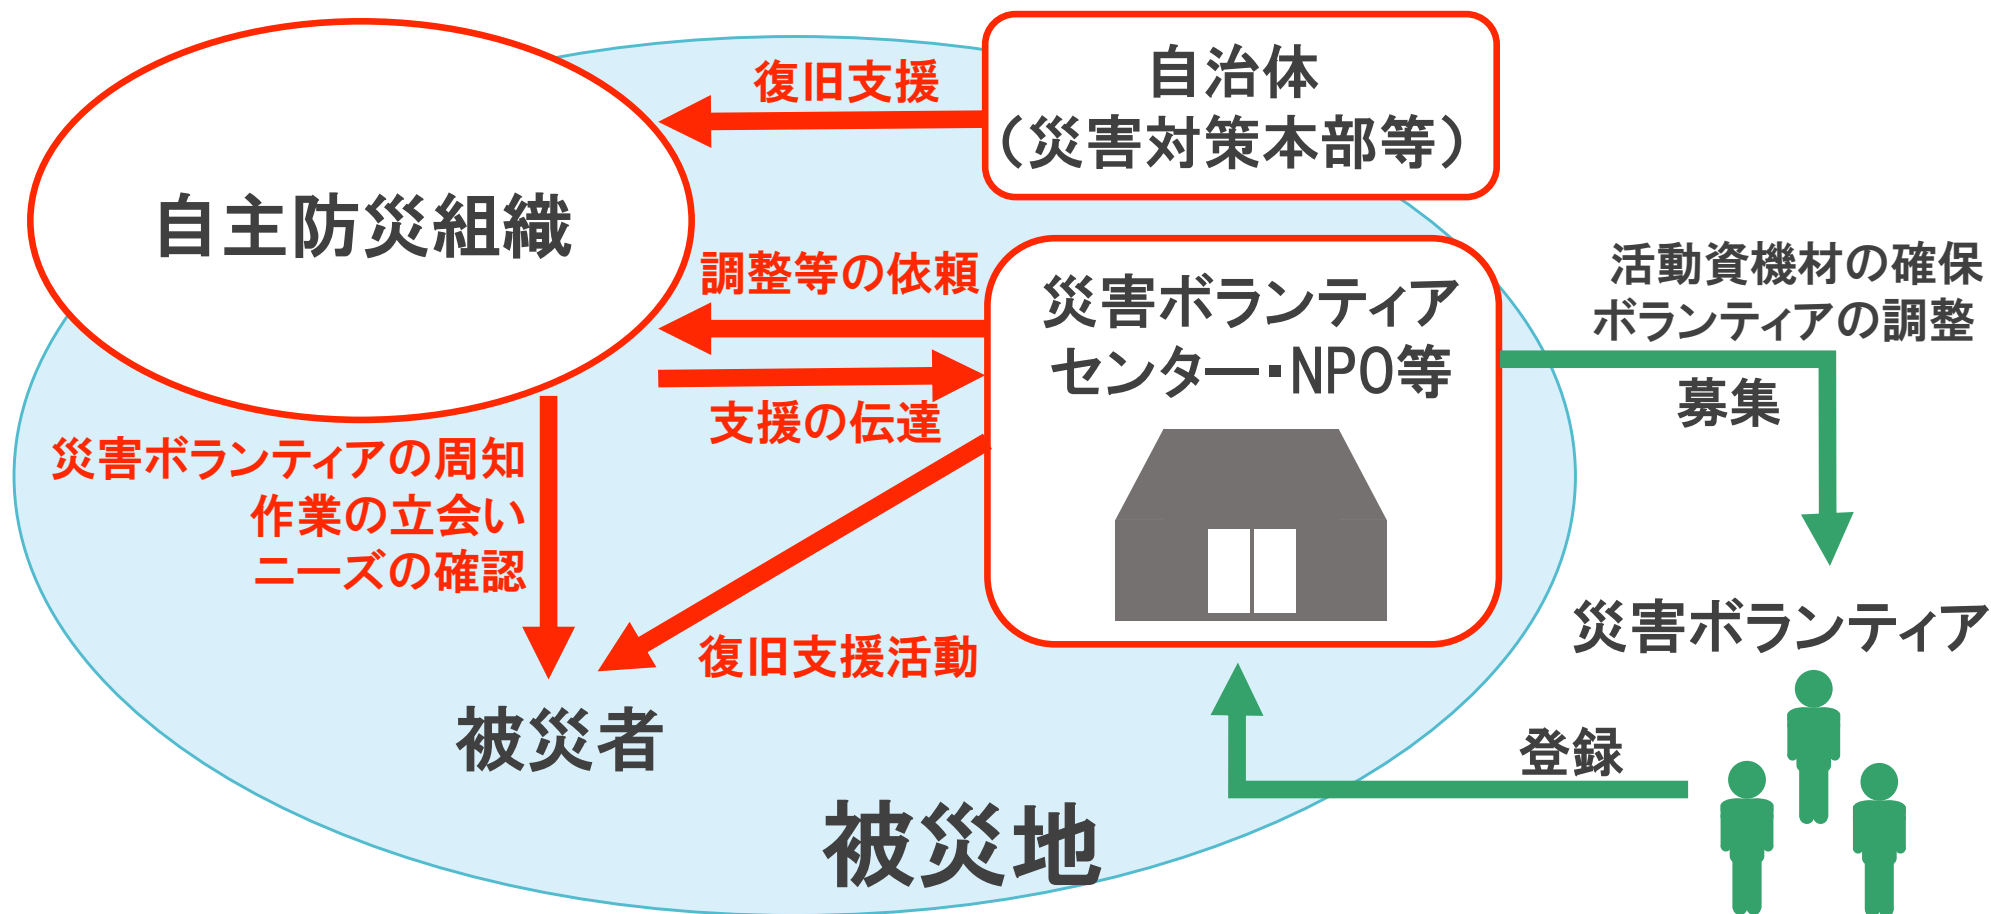 自治体
（災害対策本部等）
復旧支援
自主防災組織
調整等の依頼
災害ボランティア
センター・NPO等
活動資機材の確保
ボランティアの調整
募集
支援の伝達
災害ボランティアの周知
作業の立会い
ニーズの確認
復旧支援活動
災害ボランティア
被災者
登録
被災地